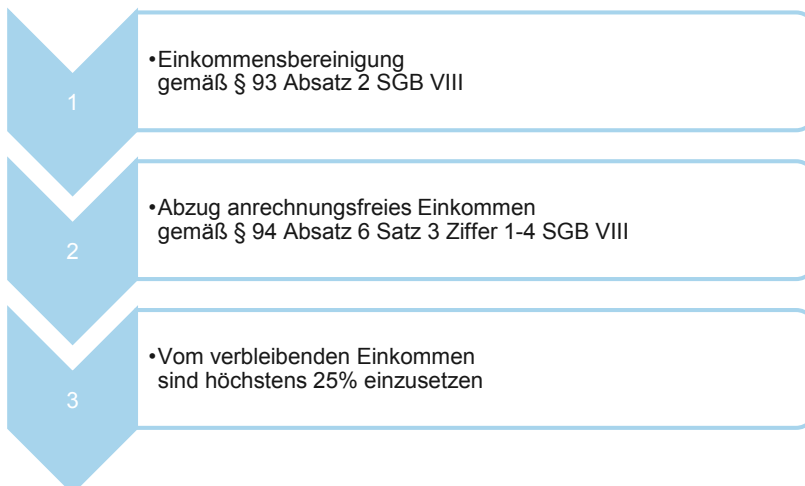 1
•Einkommensbereinigung
gemäß § 93 Absatz 2 SGB VIII
2
•Abzug anrechnungsfreies Einkommen
gemäß § 94 Absatz 6 Satz 3 Ziffer 1-4 SGB VIII
3
•Vom verbleibenden Einkommen
sind höchstens 25% einzusetzen